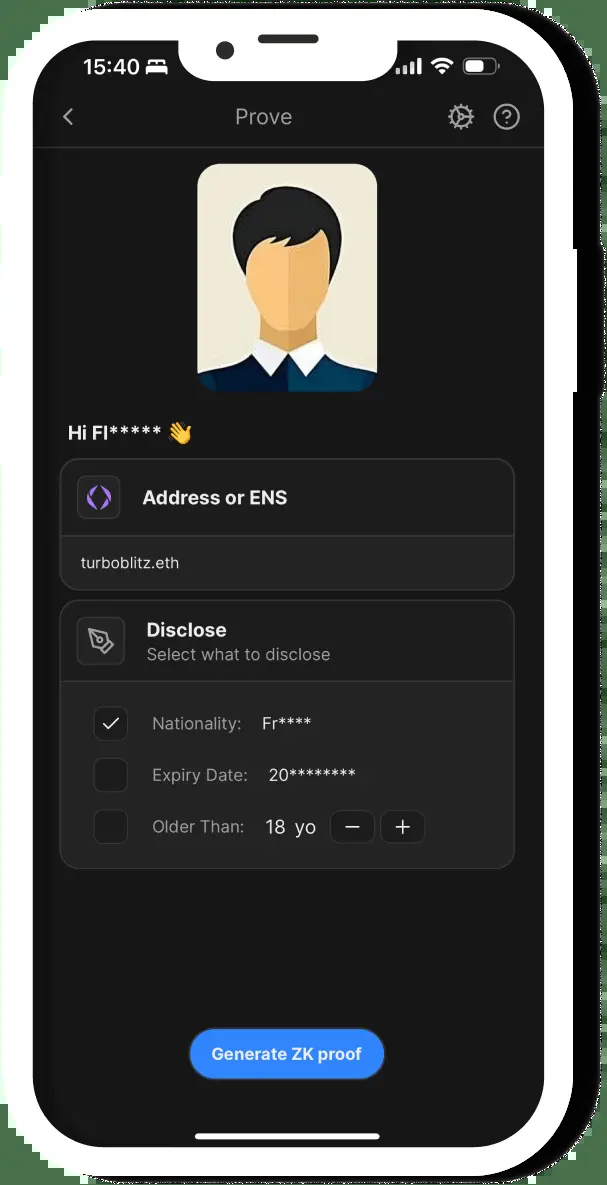 15:40
Prove
Hi Fl***** 👋
Address or ENS
turboblitz.eth
Disclose
Select what to disclose
Nationality: Fr****
Expiry Date: 20********
Older Than: 18 yo − +
Generate ZK proof